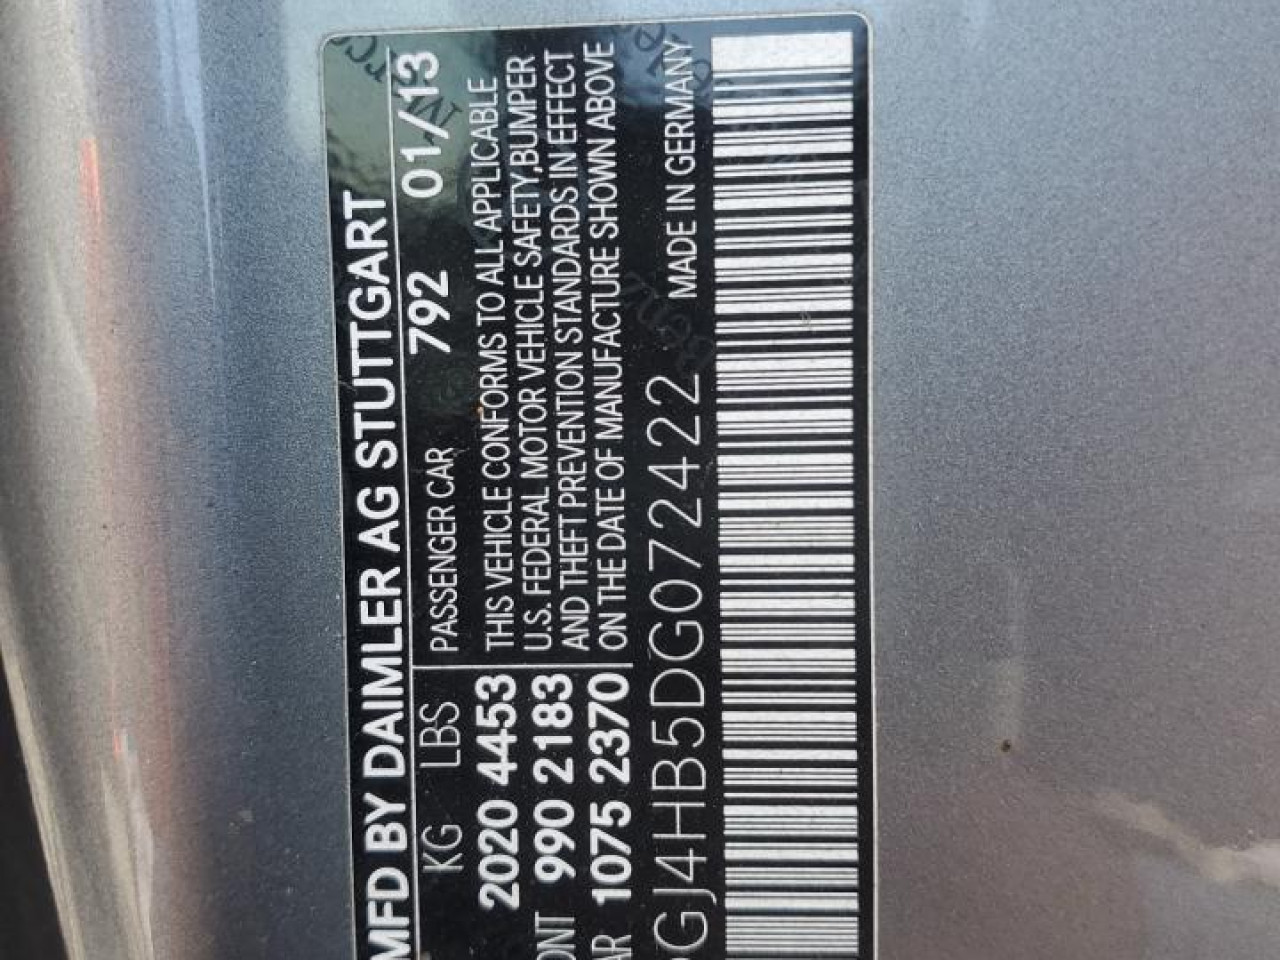 MFD BY DAIMLER AG STUTTGART
KG LBS PASSENGER CAR 792 01/13
2020 4453 THIS VEHICLE CONFORMS TO ALL APPLICABLE
990 2183 U.S. FEDERAL MOTOR VEHICLE SAFETY,BUMPER
1075 2370 AND THEFT PREVENTION STANDARDS IN EFFECT
ON THE DATE OF MANUFACTURE SHOWN ABOVE
GJ4HB5DG072422 MADE IN GERMANY